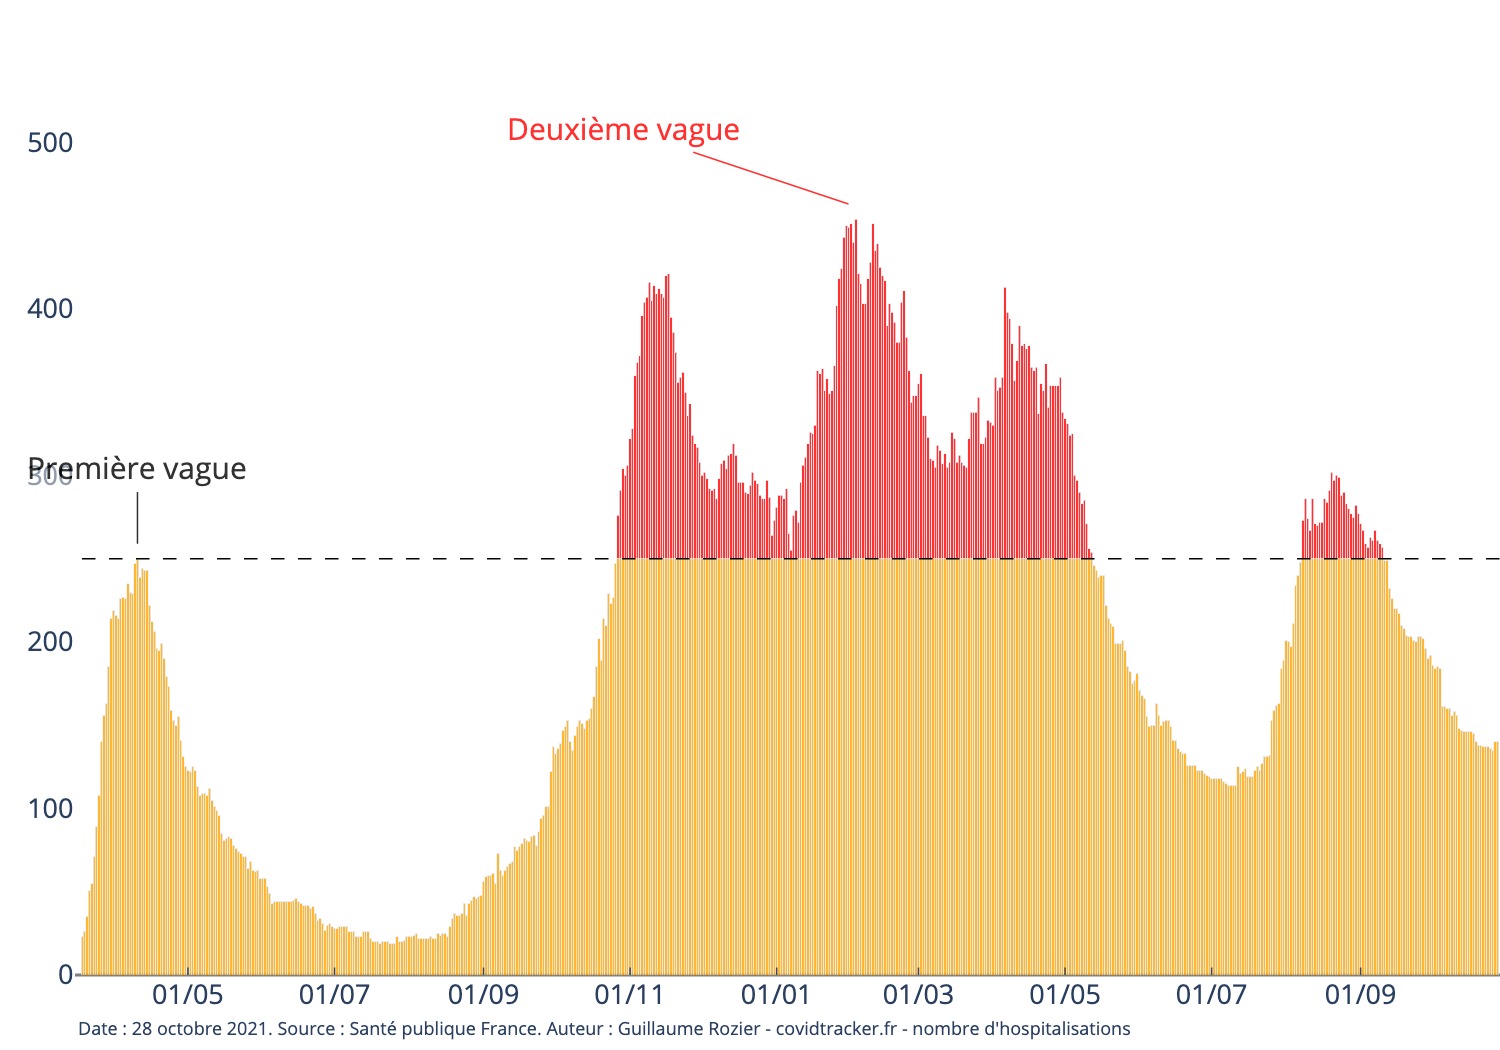 Deuxième vague
500
400
Première vague
300
200
100
0
01/05 01/07 01/09 01/11 01/01 01/03 01/05 01/07 01/09
Date : 28 octobre 2021. Source : Santé publique France. Auteur : Guillaume Rozier - covidtracker.fr - nombre d'hospitalisations